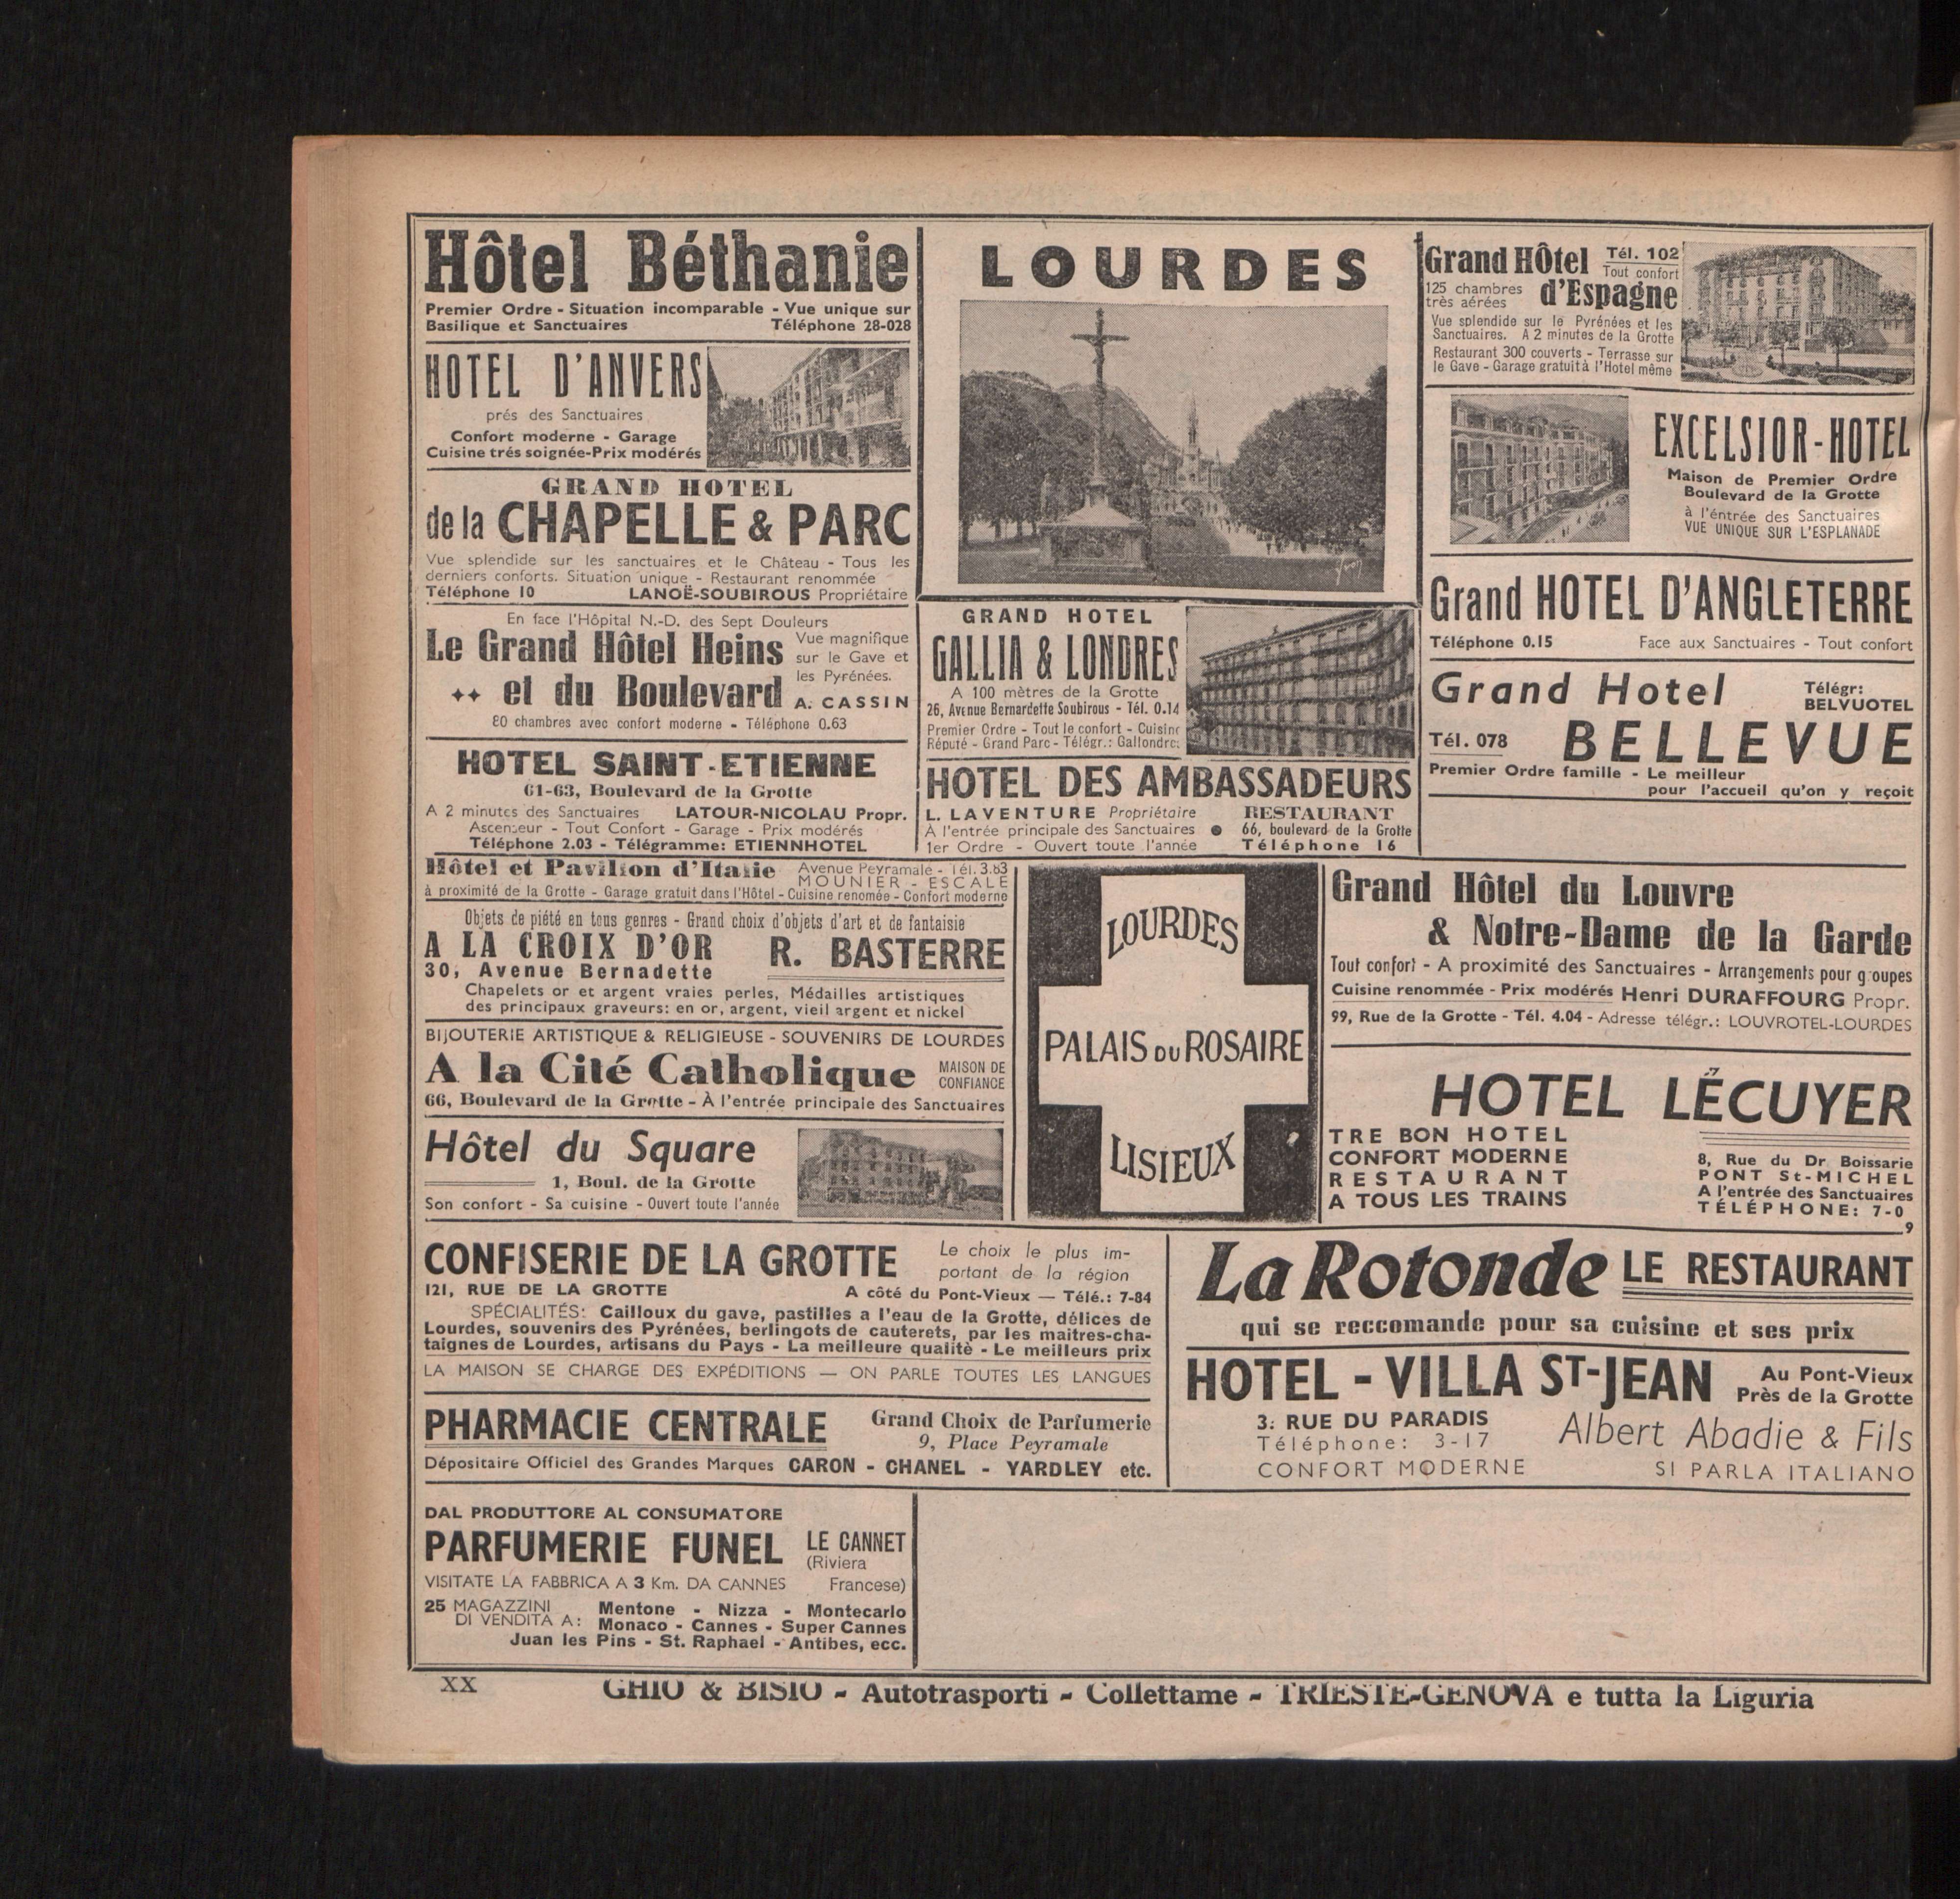 Hôtel Béthanie
Premier Ordre - Situation incomparable - Vue unique sur
Basilique et Sanctuaires Téléphone 28-028
HOTEL D'ANVERS
prés des Sanctuaires
Confort moderne - Garage
Cuisine trés soignée-Prix modérés
GRAND HOTEL
de la CHAPELLE & PARC
Vue splendide sur les sanctuaires et le Château - Tous les
derniers conforts. Situation unique - Restaurant renommée
Téléphone 10 LANOË-SOUBIROUS Propriétaire
En face l'Hôpital N.-D. des Sept Douleurs
Le Grand Hôtel Heins
et du Boulevard
Vue magnifique
sur le Gave et
les Pyrénées.
A. CASSIN
80 chambres avec confort moderne - Téléphone 0.63
HOTEL SAINT-ETIENNE
61-63, Boulevard de la Grotte
A 2 minutes des Sanctuaires LATOUR-NICOLAU Propr.
Ascenseur - Tout Confort - Garage - Prix modérés
Téléphone 2.03 - Télégramme: ETIENNHOTEL
LOURDES
Yvon
GRAND HOTEL
GALLIA & LONDRES
A 100 mètres de la Grotte
26, Avenue Bernardette Soubirous - Tél. 0.14
Premier Ordre - Tout le confort - Cuisine
Réputé - Grand Parc - Télégr.: Gallondres
HOTEL DES AMBASSADEURS
L. LAVENTURE Propriétaire
A l'entrée principale des Sanctuaires
1er Ordre - Ouvert toute l'année
RESTAURANT
66, boulevard de la Grotte
Téléphone 16
Grand HÔtel
d'Espagne
Tél. 102
Tout confort
125 chambres
très aérées
Vue splendide sur le Pyrénées et les
Sanctuaires. A 2 minutes de la Grotte
Restaurant 300 couverts - Terrasse sur
le Gave - Garage gratuit à l'Hotel même
EXCELSIOR-HOTEL
Maison de Premier Ordre
Boulevard de la Grotte
à l'éntrée des Sanctuaires
VUE UNIQUE SUR L'ESPLANADE
Grand HOTEL D'ANGLETERRE
Téléphone 0.15 Face aux Sanctuaires - Tout confort
Grand Hotel
BELLEVUE
Télégr:
BELVUOTEL
Tél. 078
Premier Ordre famille - Le meilleur
pour l'accueil qu'on y reçoit
Hôtel et Pavillon d'Italie
Avenue Peyramale - Tél. 3.83
MOUNIER - ESCALE
à proximité de la Grotte - Garage gratuit dans l'Hôtel - Cuisine renomée - Confort moderne
Objets de piété en tous genres - Grand choix d'objets d'art et de fantaisie
A LA CROIX D'OR R. BASTERRE
30, Avenue Bernadette
Chapelets or et argent vraies perles, Médailles artistiques
des principaux graveurs: en or, argent, vieil argent et nickel
BIJOUTERIE ARTISTIQUE & RELIGIEUSE - SOUVENIRS DE LOURDES
A la Cité Catholique
MAISON DE
CONFIANCE
66, Boulevard de la Grotte - À l'entrée principale des Sanctuaires
Hôtel du Square
1, Boul. de la Grotte
Son confort - Sa cuisine - Ouvert toute l'année
LOURDES
PALAIS DU ROSAIRE
LISIEUX
Grand Hôtel du Louvre
& Notre-Dame de la Garde
Tout confort - A proximité des Sanctuaires - Arrangements pour groupes
Cuisine renommée - Prix modérés Henri DURAFFOURG Propr.
99, Rue de la Grotte - Tél. 4.04 - Adresse télégr.: LOUVROTEL-LOURDES
HOTEL LÉCUYER
TRE BON HOTEL
CONFORT MODERNE
RESTAURANT
A TOUS LES TRAINS
8, Rue du Dr Boissarie
PONT St-MICHEL
A l'entrée des Sanctuaires
TÉLÉPHONE: 7-0
9
CONFISERIE DE LA GROTTE
Le choix le plus im-
portant de la région
121, RUE DE LA GROTTE A côté du Pont-Vieux — Télé.: 7-84
SPÉCIALITÉS: Cailloux du gave, pastilles a l'eau de la Grotte, délices de
Lourdes, souvenirs des Pyrénées, berlingots de cauterets, par les maitres-cha-
taignes de Lourdes, artisans du Pays - La meilleure qualitè - Le meilleurs prix
LA MAISON SE CHARGE DES EXPÉDITIONS — ON PARLE TOUTES LES LANGUES
PHARMACIE CENTRALE
Grand Choix de Parfumerie
9, Place Peyramale
Dépositaire Officiel des Grandes Marques CARON - CHANEL - YARDLEY etc.
La Rotonde LE RESTAURANT
qui se reccomande pour sa cuisine et ses prix
HOTEL - VILLA ST-JEAN
Au Pont-Vieux
Près de la Grotte
3: RUE DU PARADIS
Téléphone: 3-17
CONFORT MODERNE
Albert Abadie & Fils
SI PARLA ITALIANO
DAL PRODUTTORE AL CONSUMATORE
PARFUMERIE FUNEL
LE CANNET
(Riviera
Francese)
VISITATE LA FABBRICA A 3 Km. DA CANNES
25 MAGAZZINI
DI VENDITA A:
Mentone - Nizza - Montecarlo
Monaco - Cannes - Super Cannes
Juan les Pins - St. Raphael - Antibes, ecc.
XX
GHIO & BISIO - Autotrasporti - Collettame - TRIESTE-GENOVA e tutta la Liguria